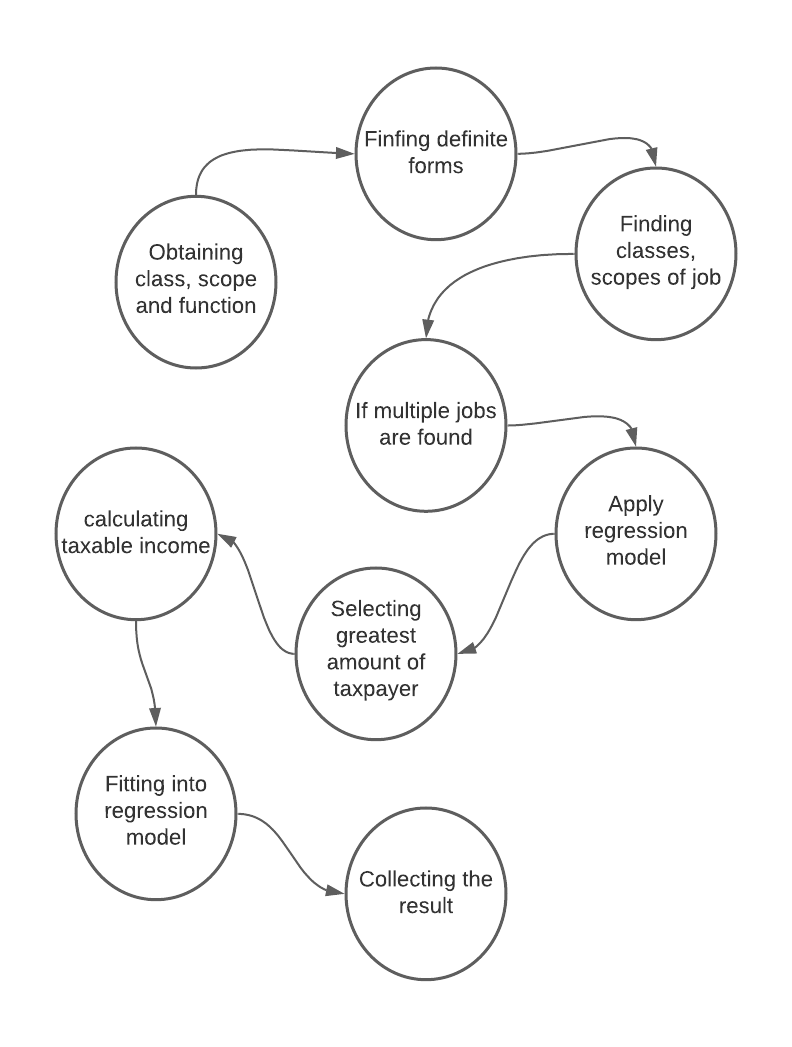 Finfing definite
forms
Obtaining
class, scope
and function
Finding
classes,
scopes of job
If multiple jobs
are found
Apply
regression
model
calculating
taxable income
Selecting
greatest
amount of
taxpayer
Fitting into
regression
model
Collecting the
result